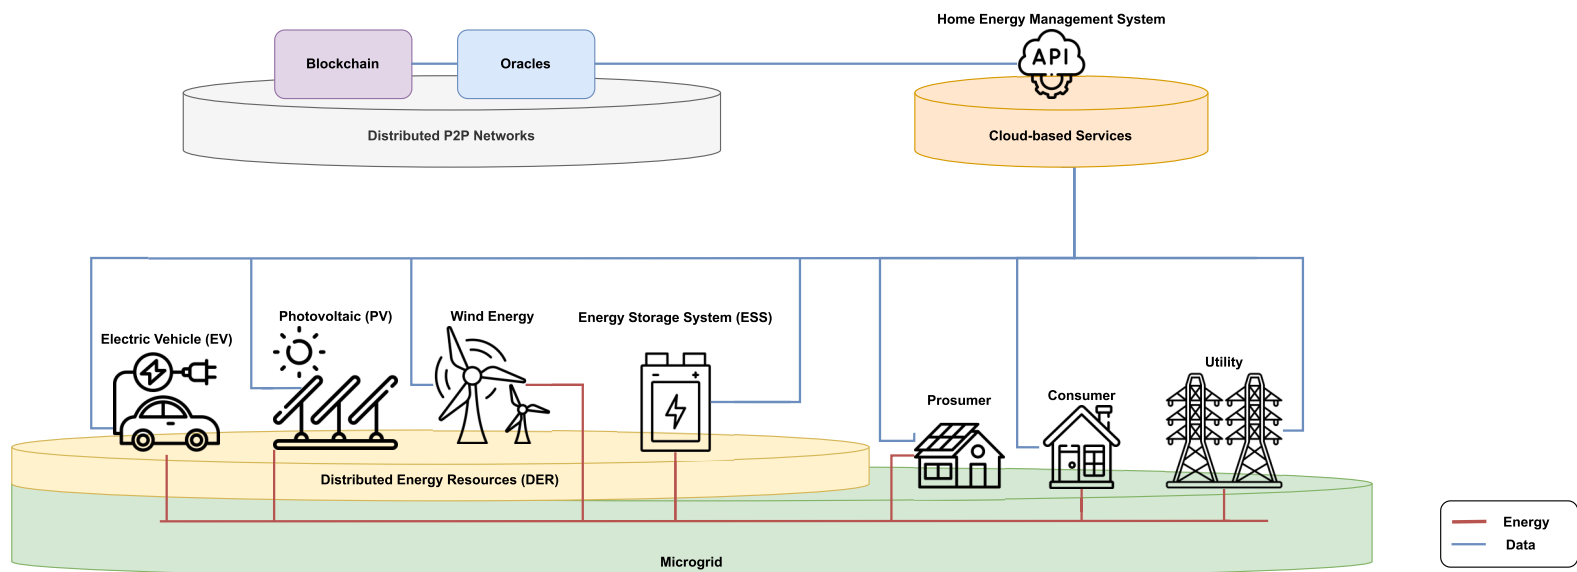 Home Energy Management System
API
Blockchain
Oracles
Distributed P2P Networks
Cloud-based Services
Electric Vehicle (EV)
Photovoltaic (PV)
Wind Energy
Energy Storage System (ESS)
Prosumer
Consumer
Utility
Distributed Energy Resources (DER)
Microgrid
Energy
Data